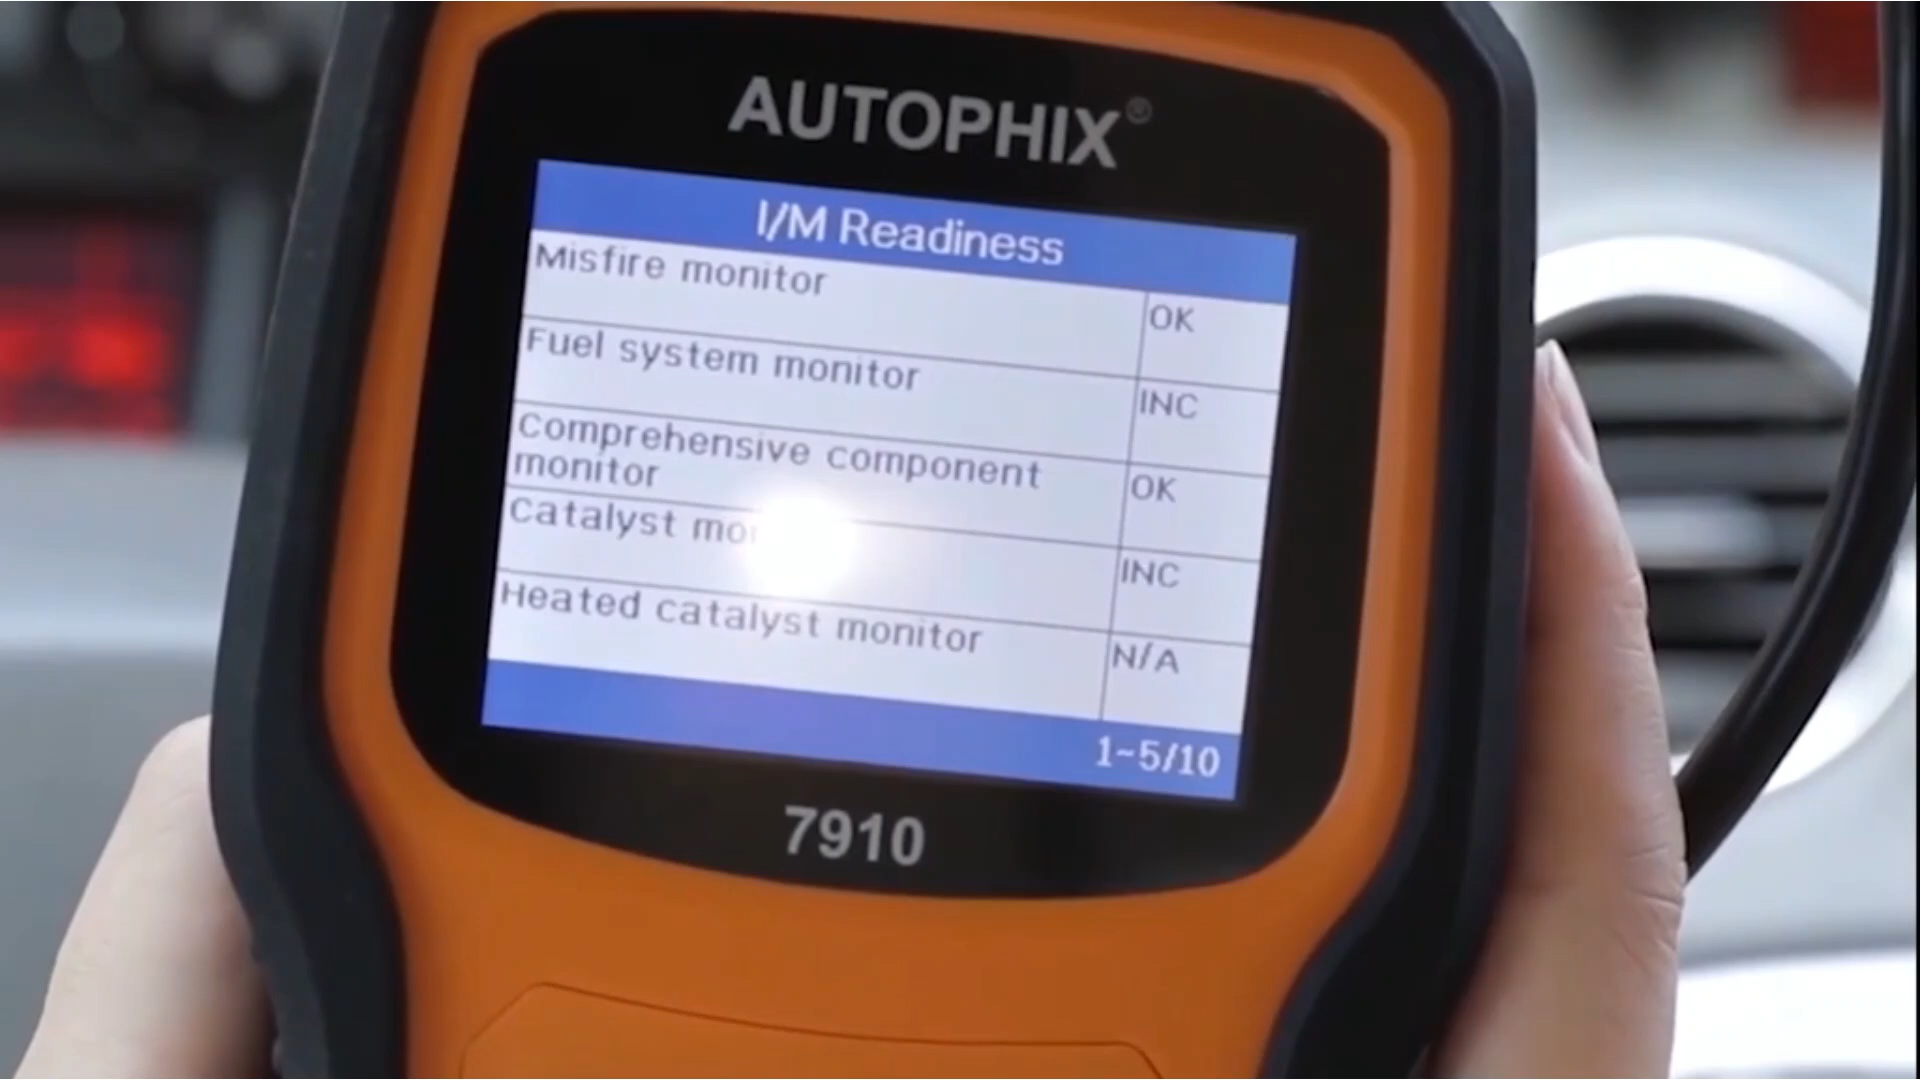 AUTOPHIX®
I/M Readiness
Misfire monitor OK
Fuel system monitor INC
Comprehensive component
monitor OK
Catalyst INC
Heated catalyst monitor N/A
1~5/10
7910